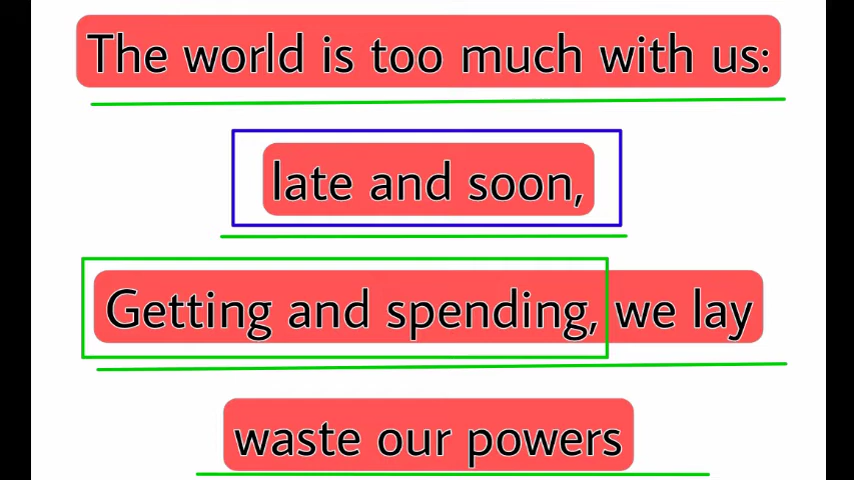 The world is too much with us:
late and soon,
Getting and spending, we lay
waste our powers